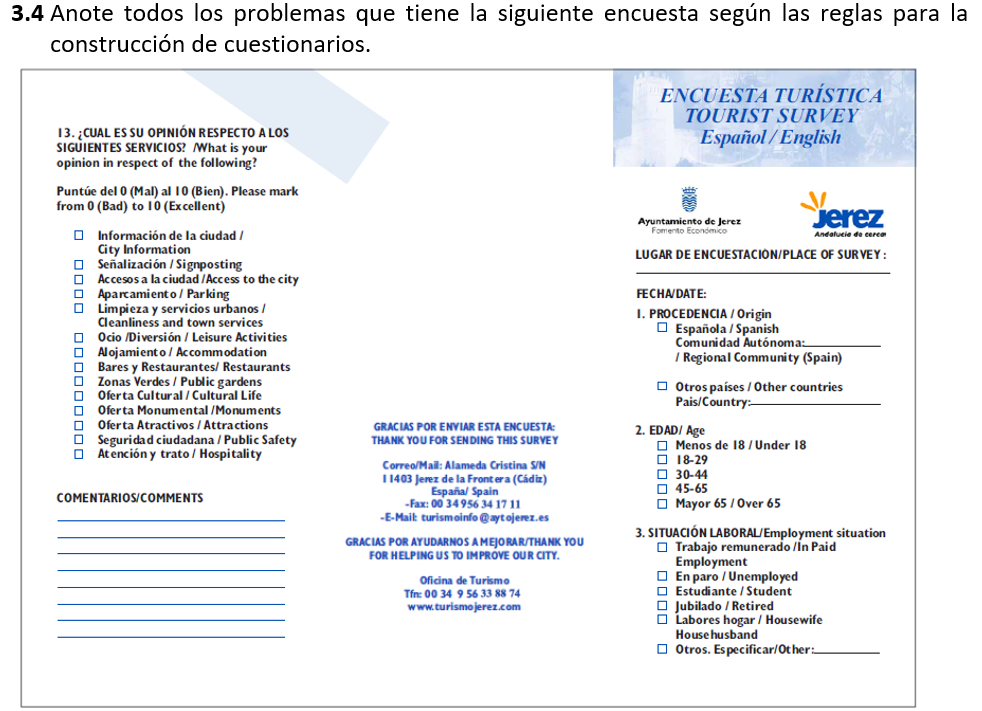 3.4 Anote todos los problemas que tiene la siguiente encuesta según las reglas para la
construcción de cuestionarios.
13. ¿CUAL ES SU OPINIÓN RESPECTO A LOS
SIGUIENTES SERVICIOS? /What is your
opinion in respect of the following?
Puntúe del 0 (Mal) al 10 (Bien). Please mark
from 0 (Bad) to 10 (Excellent)
Información de la ciudad /
City Information
Señalización / Signposting
Accesos a la ciudad /Access to the city
Aparcamiento / Parking
Limpieza y servicios urbanos /
Cleanliness and town services
Ocio /Diversión / Leisure Activities
Alojamiento / Accommodation
Bares y Restaurantes/ Restaurants
Zonas Verdes / Public gardens
Oferta Cultural / Cultural Life
Oferta Monumental /Monuments
Oferta Atractivos / Attractions
Seguridad ciudadana / Public Safety
Atención y trato / Hospitality
COMENTARIOS/COMMENTS
GRACIAS POR ENVIAR ESTA ENCUESTA:
THANK YOU FOR SENDING THIS SURVEY
Correo/Mail: Alameda Cristina S/N
11403 Jerez de la Frontera (Cádiz)
España/ Spain
-Fax: 00 34 956 34 17 11
-E-Mail: turismoinfo@aytojerez.es
GRACIAS POR AYUDARNOS A MEJORAR/THANK YOU
FOR HELPING US TO IMPROVE OUR CITY.
Oficina de Turismo
Tfn: 00 34 9 56 33 88 74
www.turismojerez.com
ENCUESTA TURÍSTICA
TOURIST SURVEY
Español / English
Ayuntamiento de Jerez
Fomento Económico
Jerez
Andalucía de cerca
LUGAR DE ENCUESTACION/PLACE OF SURVEY :
FECHA/DATE:
1. PROCEDENCIA / Origin
Española / Spanish
Comunidad Autónoma:
/ Regional Community (Spain)
Otros países / Other countries
Pais/Country:
2. EDAD/ Age
Menos de 18 / Under 18
18-29
30-44
45-65
Mayor 65 / Over 65
3. SITUACIÓN LABORAL/Employment situation
Trabajo remunerado /In Paid
Employment
En paro / Unemployed
Estudiante / Student
Jubilado / Retired
Labores hogar / Housewife
Househusband
Otros. Especificar/Other: